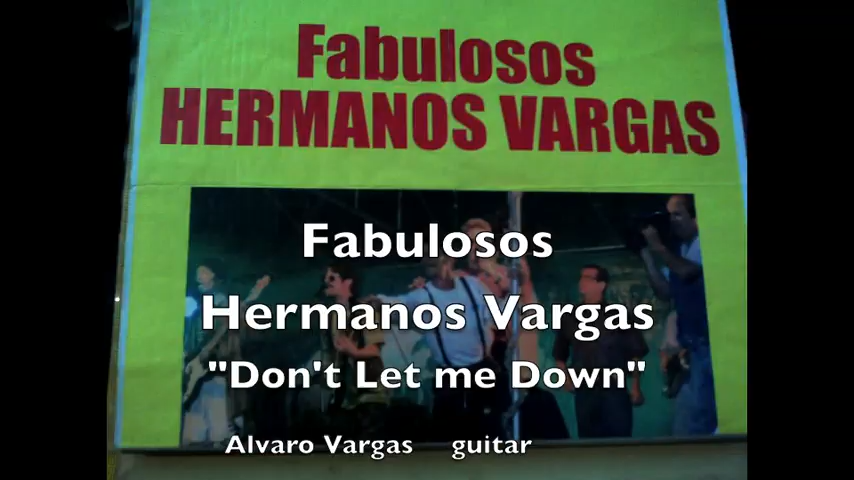 Fabulosos
HERMANOS VARGAS
Fabulosos
Hermanos Vargas
"Don't Let me Down"
Alvaro Vargas guitar